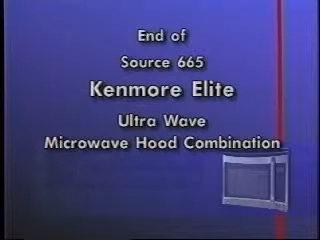 End of
Source 665
Kenmore Elite
Ultra Wave
Microwave Hood Combination